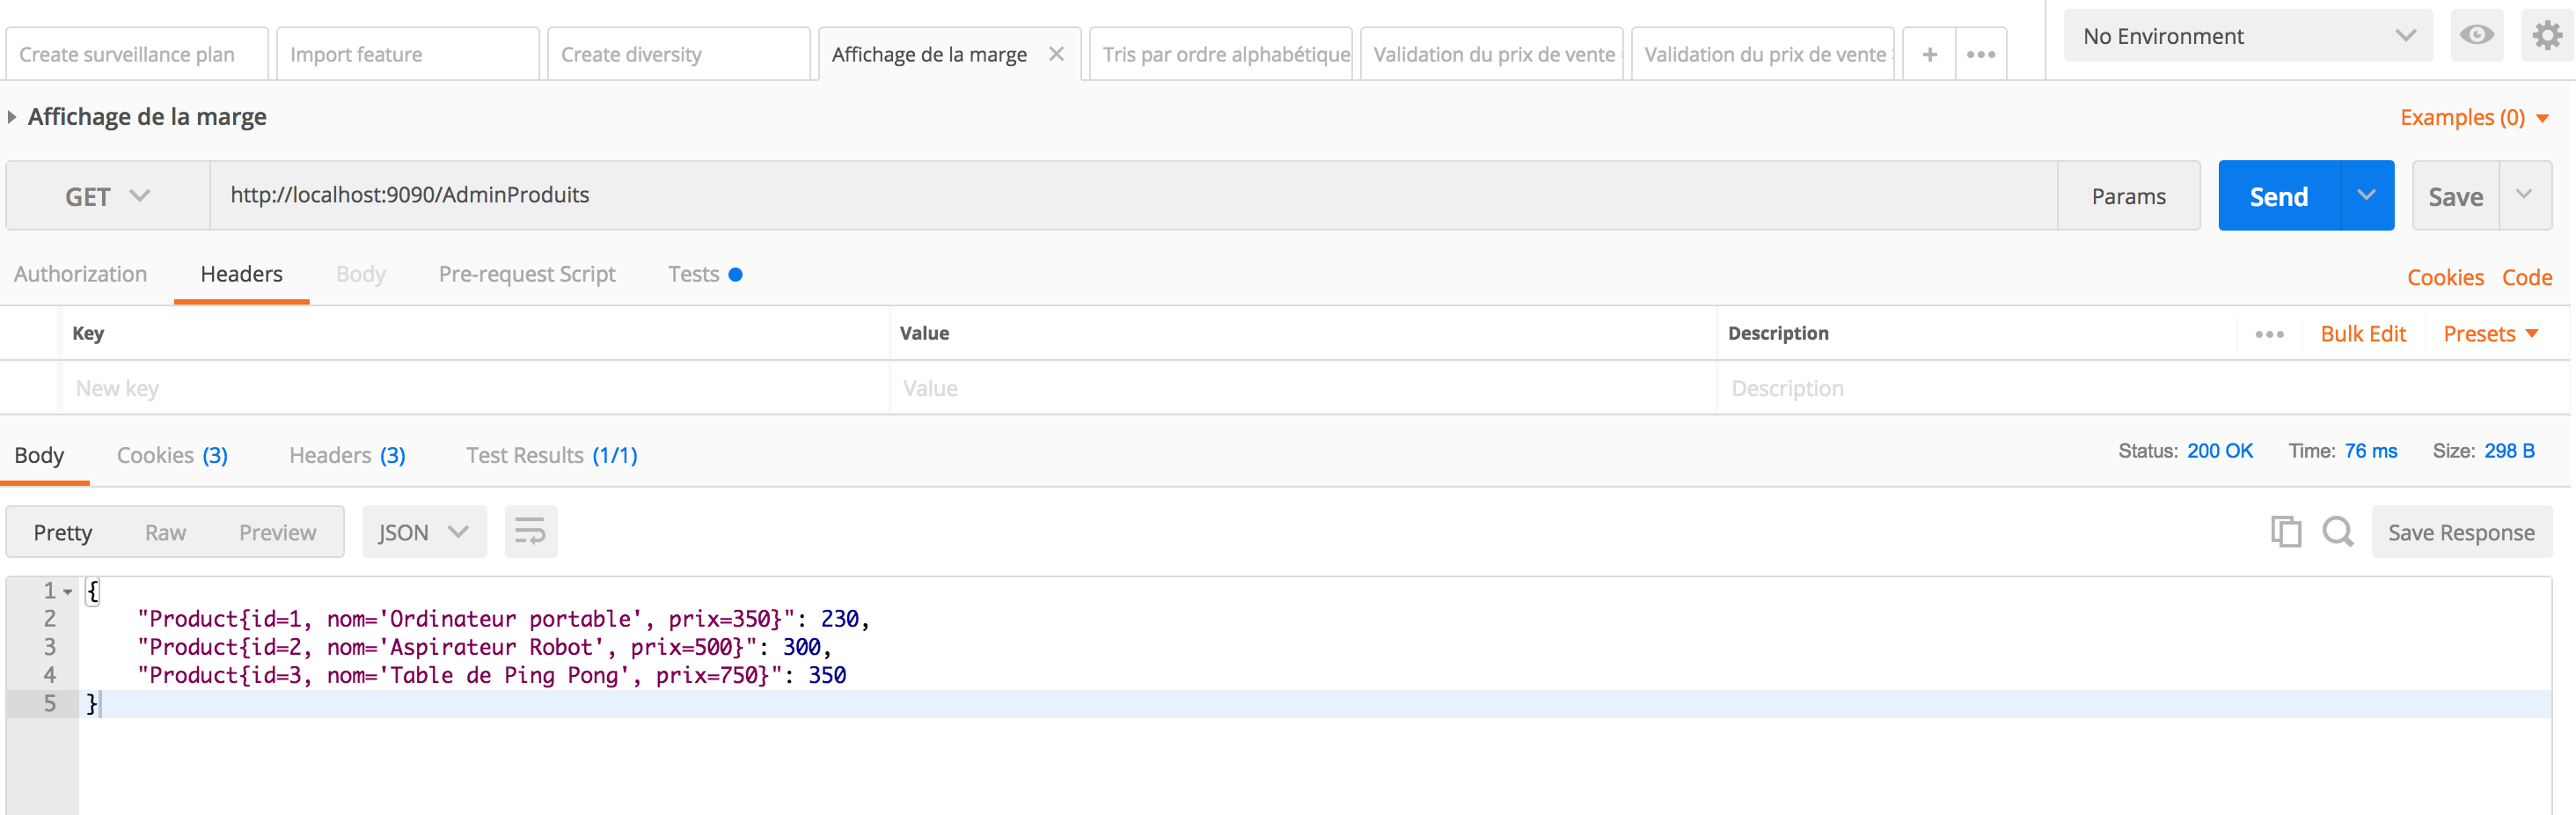 Create surveillance plan Import feature Create diversity Affichage de la marge Tris par ordre alphabétique Validation du prix de vente Validation du prix de vente + No Environment
Affichage de la marge Examples (0)
GET http://localhost:9090/AdminProduits Params Send Save
Authorization Headers Body Pre-request Script Tests Cookies Code
Key Value Description Bulk Edit Presets
New key Value Description
Body Cookies (3) Headers (3) Test Results (1/1) Status: 200 OK Time: 76 ms Size: 298 B
Pretty Raw Preview JSON Save Response
1 {
2 "Product{id=1, nom='Ordinateur portable', prix=350}": 230,
3 "Product{id=2, nom='Aspirateur Robot', prix=500}": 300,
4 "Product{id=3, nom='Table de Ping Pong', prix=750}": 350
5 }